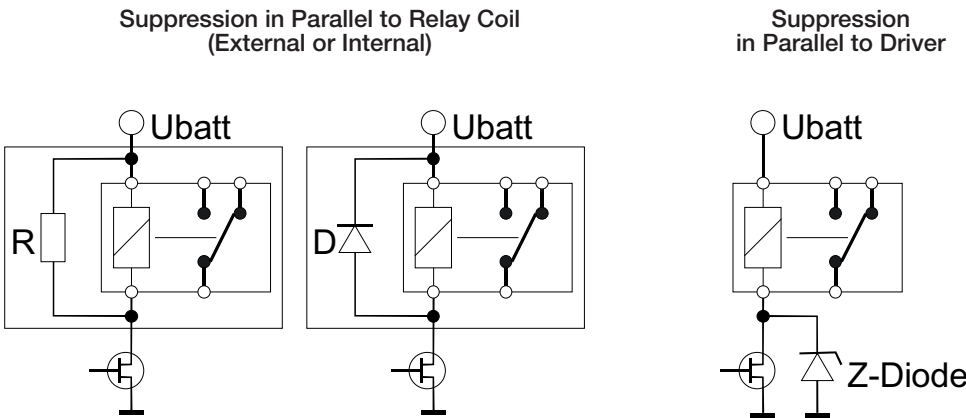 Suppression in Parallel to Relay Coil
(External or Internal)
Suppression
in Parallel to Driver
Ubatt
Ubatt
Ubatt
R
D
Z-Diode